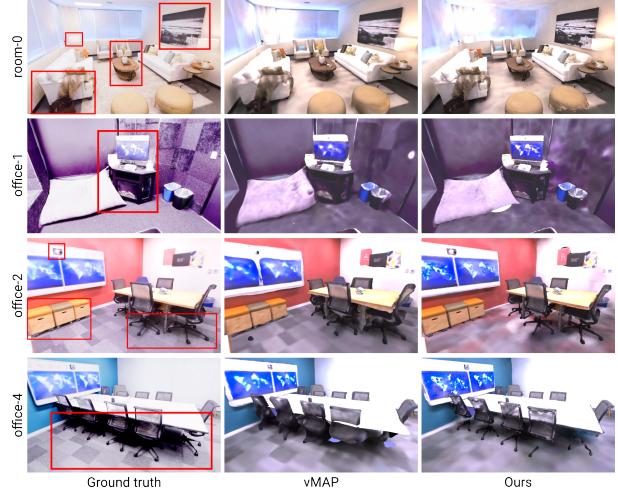 room-0
office-1
office-2
office-4
Ground truth
vMAP
Ours